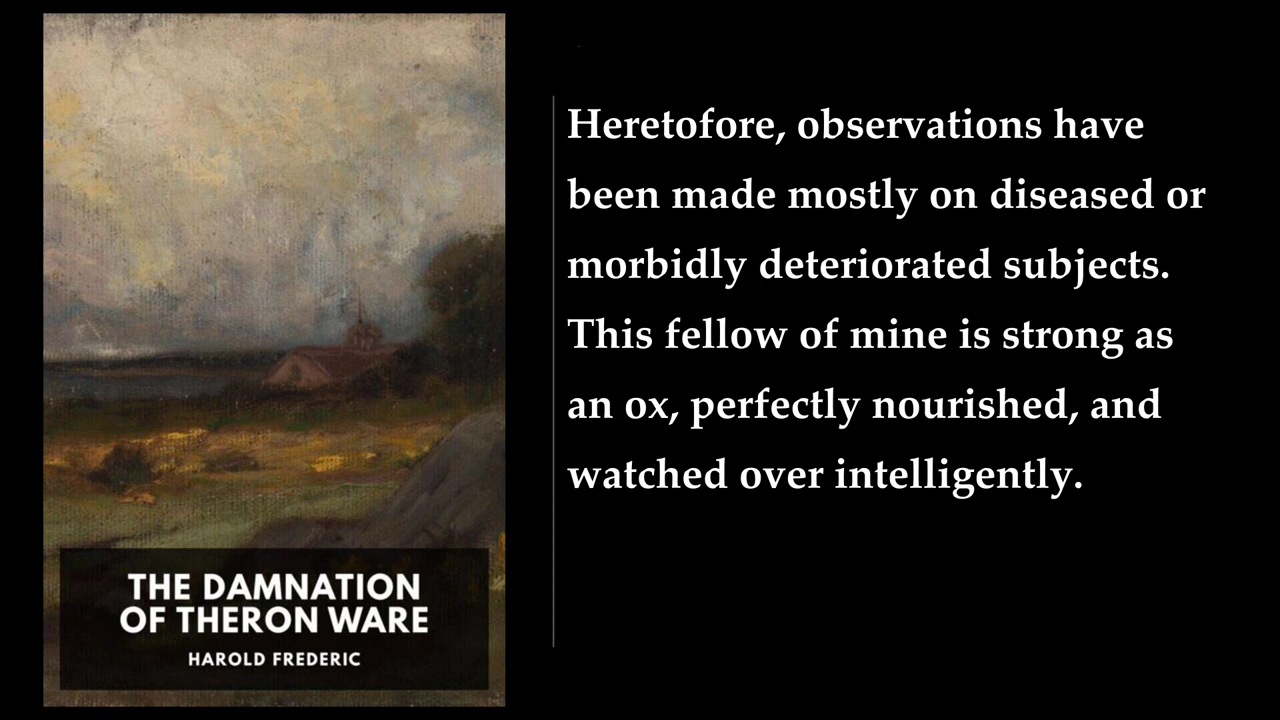 THE DAMNATION
OF THERON WARE
HAROLD FREDERIC
Heretofore, observations have
been made mostly on diseased or
morbidly deteriorated subjects.
This fellow of mine is strong as
an ox, perfectly nourished, and
watched over intelligently.